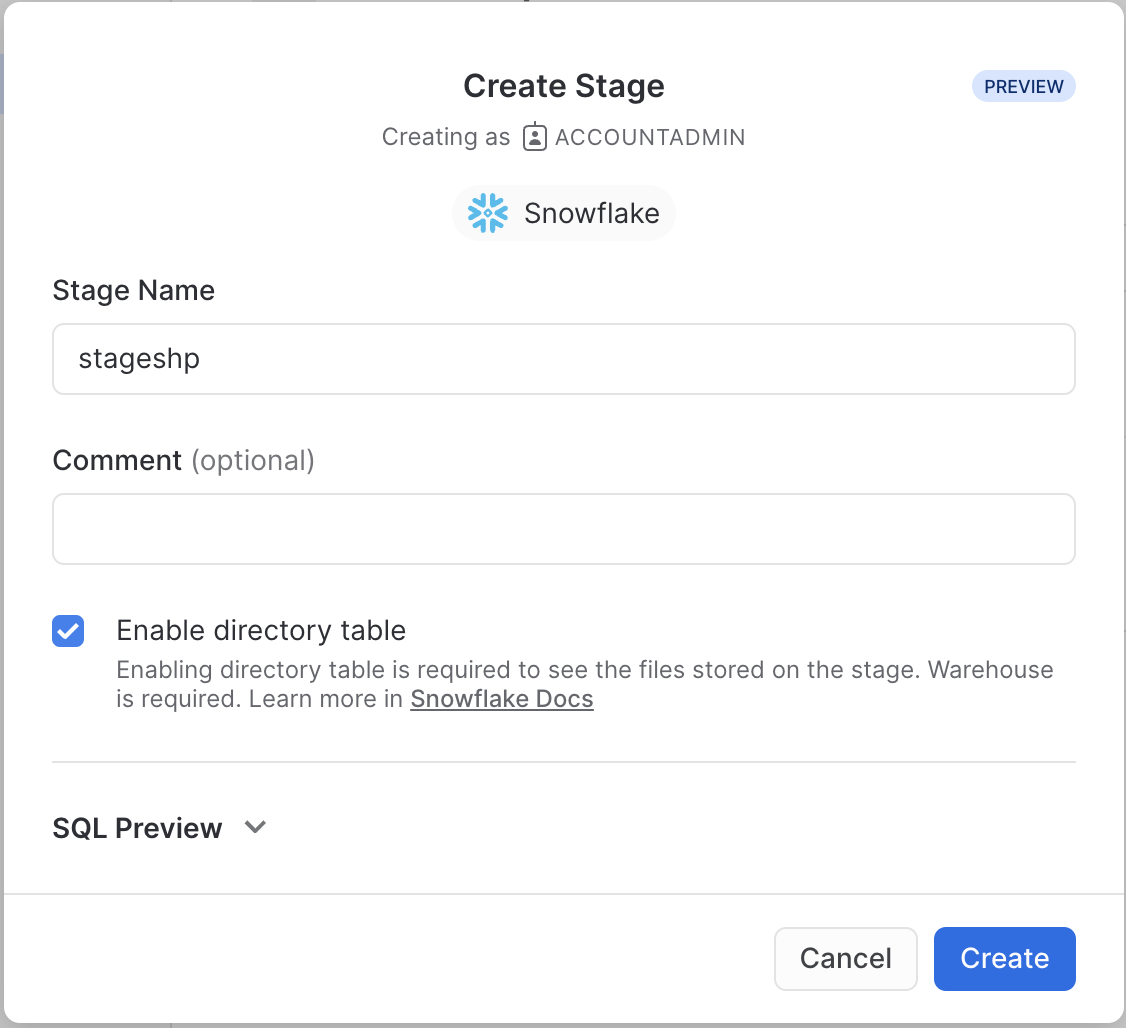 Create Stage
PREVIEW
Creating as ACCOUNTADMIN
Snowflake
Stage Name
stageshp
Comment (optional)
Enable directory table
Enabling directory table is required to see the files stored on the stage. Warehouse
is required. Learn more in Snowflake Docs
SQL Preview
Cancel
Create